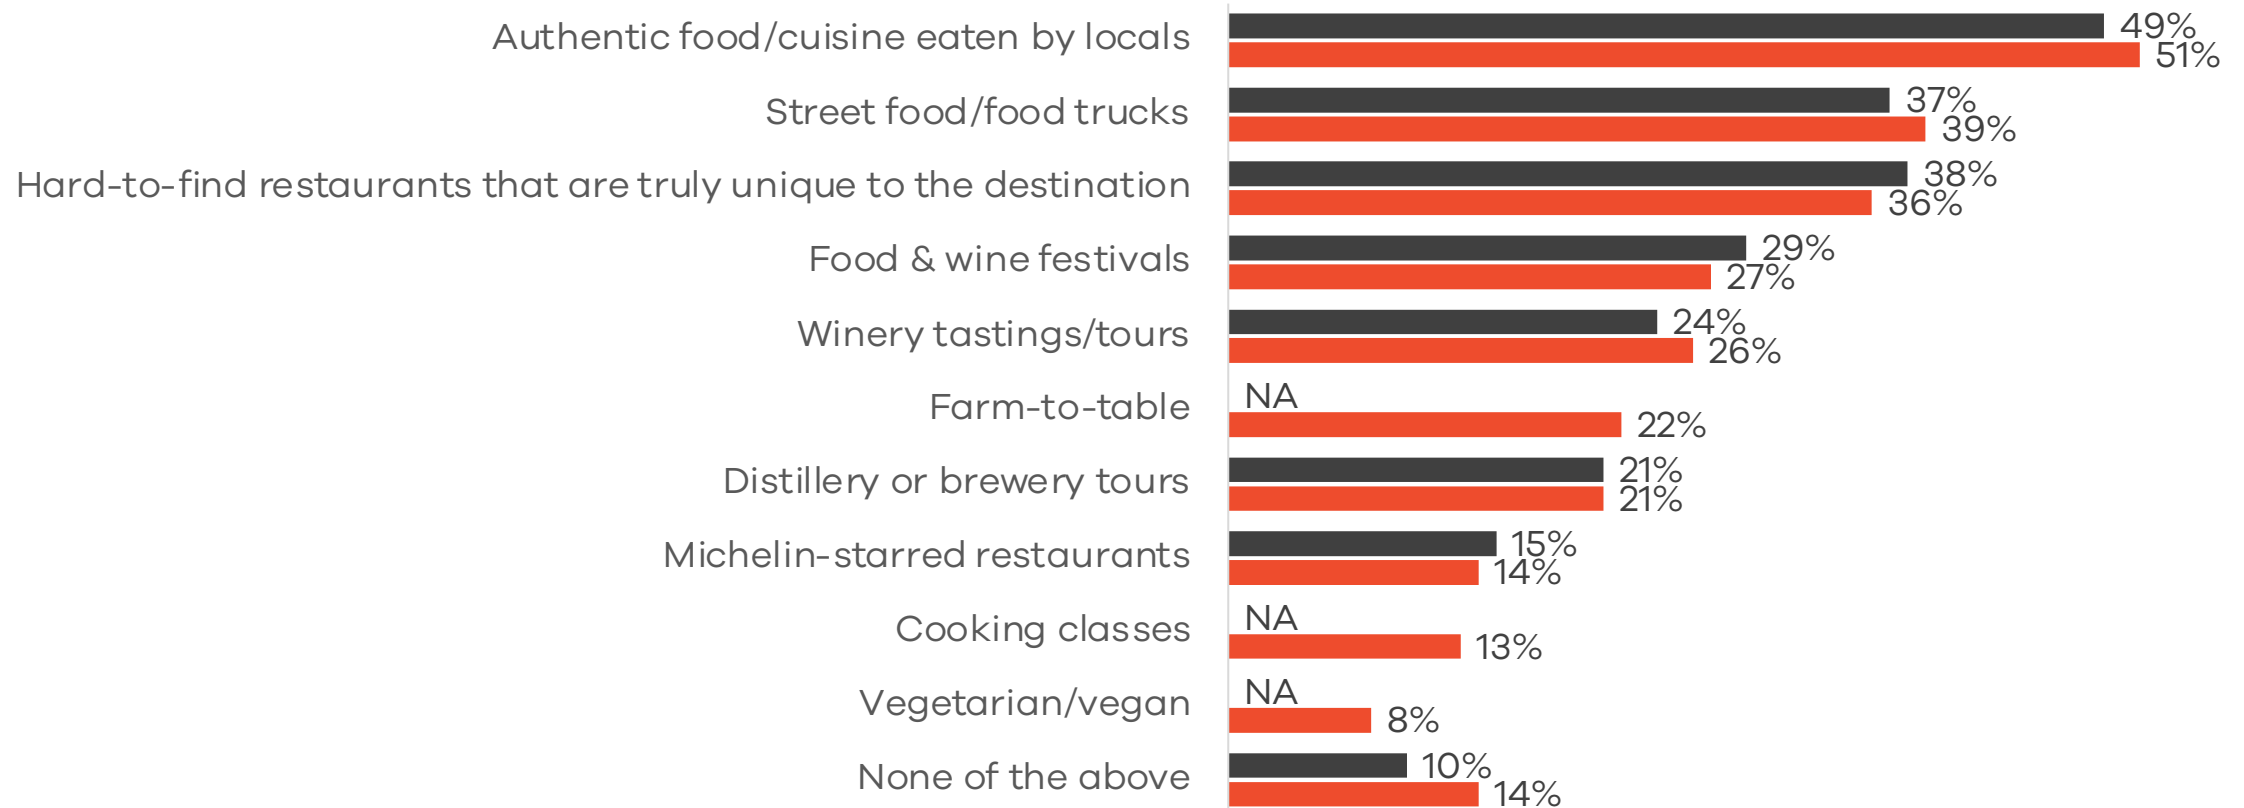 Authentic food/cuisine eaten by locals
49%
51%
Street food/food trucks
37%
39%
Hard-to-find restaurants that are truly unique to the destination
38%
36%
Food & wine festivals
29%
27%
Winery tastings/tours
24%
26%
Farm-to-table
NA
22%
Distillery or brewery tours
21%
21%
Michelin-starred restaurants
15%
14%
Cooking classes
NA
13%
Vegetarian/vegan
NA
8%
None of the above
10%
14%